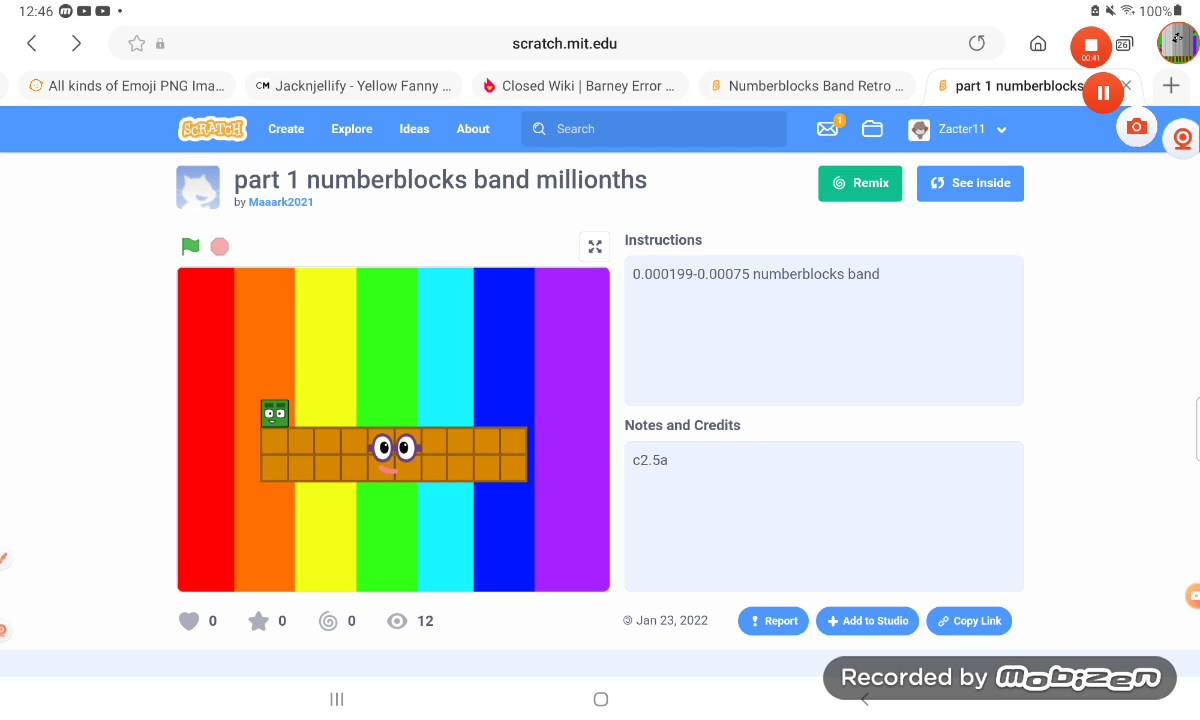 12:46
100%
scratch.mit.edu
26
00:41
All kinds of Emoji PNG Ima...
CM Jacknjellify - Yellow Fanny ...
Closed Wiki | Barney Error ...
Numberblocks Band Retro ...
part 1 numberblocks
SCRATCH
Create
Explore
Ideas
About
Search
1
Zacter11
part 1 numberblocks band millionths
by Maaark2021
Remix
See inside
Instructions
0.000199-0.00075 numberblocks band
Notes and Credits
c2.5a
0
0
0
12
© Jan 23, 2022
Report
Add to Studio
Copy Link
Recorded by mobizen